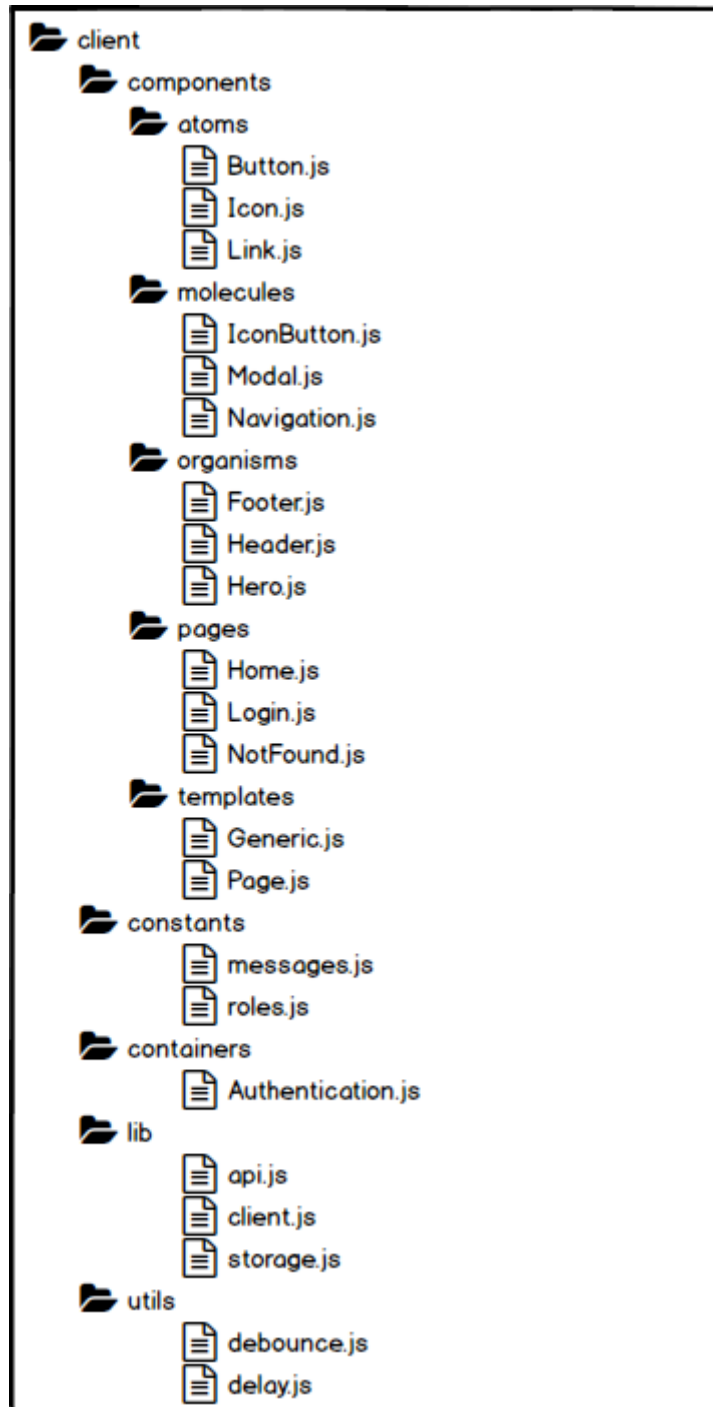 client
components
atoms
Button.js
Icon.js
Link.js
molecules
IconButton.js
Modal.js
Navigation.js
organisms
Footer.js
Header.js
Hero.js
pages
Home.js
Login.js
NotFound.js
templates
Generic.js
Page.js
constants
messages.js
roles.js
containers
Authentication.js
lib
api.js
client.js
storage.js
utils
debounce.js
delay.js